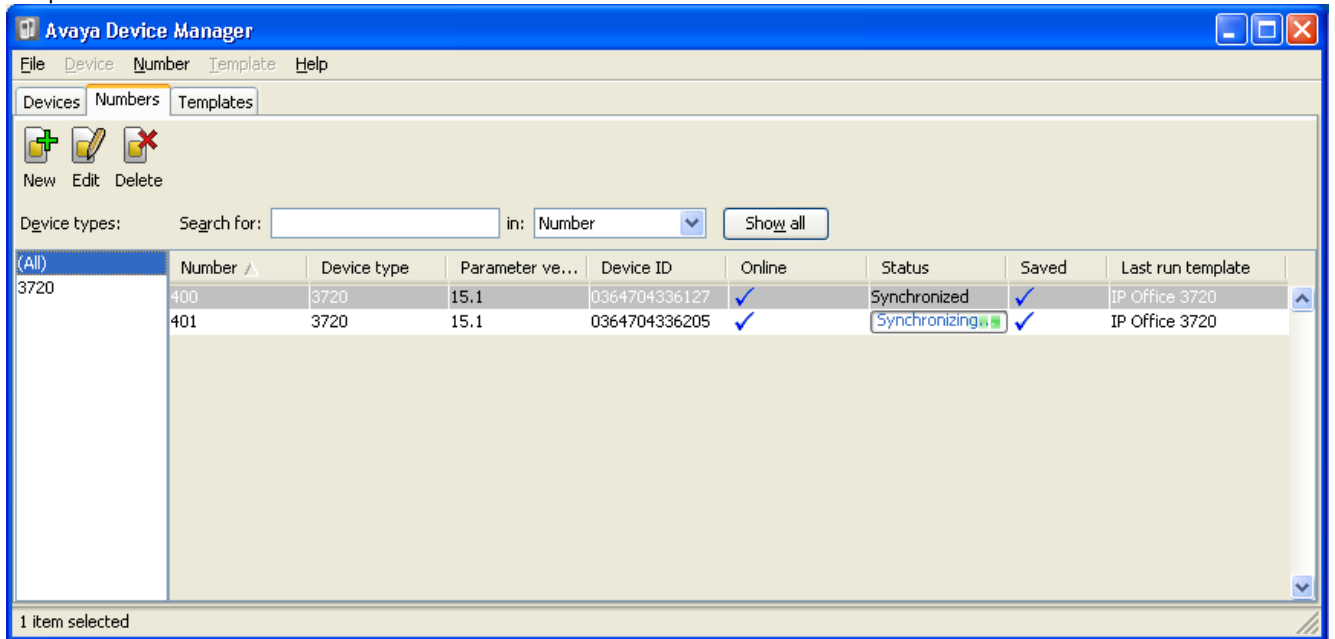 Avaya Device Manager
File Device Number Template Help
Devices Numbers Templates
New Edit Delete
Device types: Search for: in: Number Show all
(All) Number Device type Parameter ve... Device ID Online Status Saved Last run template
3720
400 3720 15.1 0364704336127 Synchronized IP Office 3720
401 3720 15.1 0364704336205 Synchronizing.. IP Office 3720
1 item selected